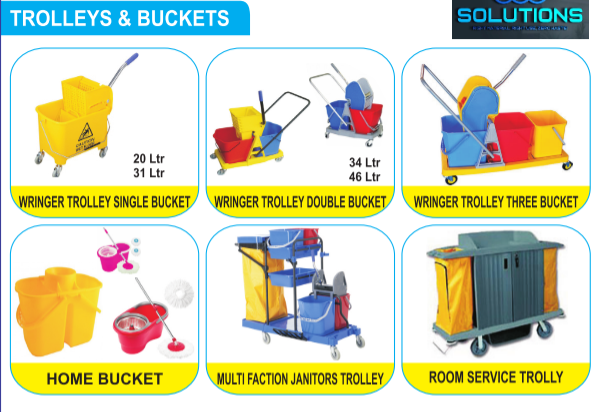 TROLLEYS & BUCKETS
SOLUTIONS
20 Ltr
31 Ltr
WRINGER TROLLEY SINGLE BUCKET
34 Ltr
46 Ltr
WRINGER TROLLEY DOUBLE BUCKET
WRINGER TROLLEY THREE BUCKET
HOME BUCKET
MULTI FACTION JANITORS TROLLEY
ROOM SERVICE TROLLY